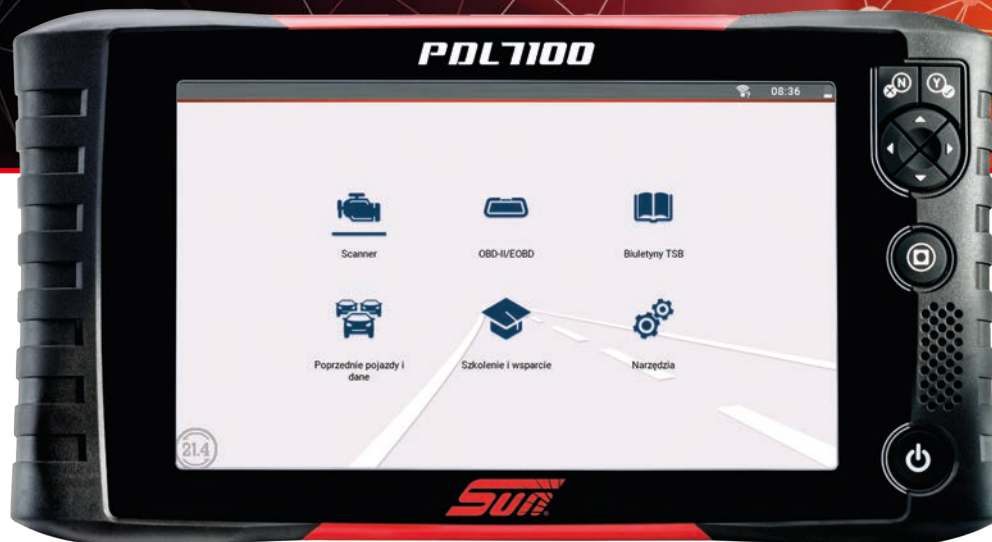 PDL7100
08:36
N Y
Scanner
OBD-II/EOBD
Biuletyny TSB
Poprzednie pojazdy i
dane
Szkolenie i wsparcie
Narzędzia
21.4
Sun